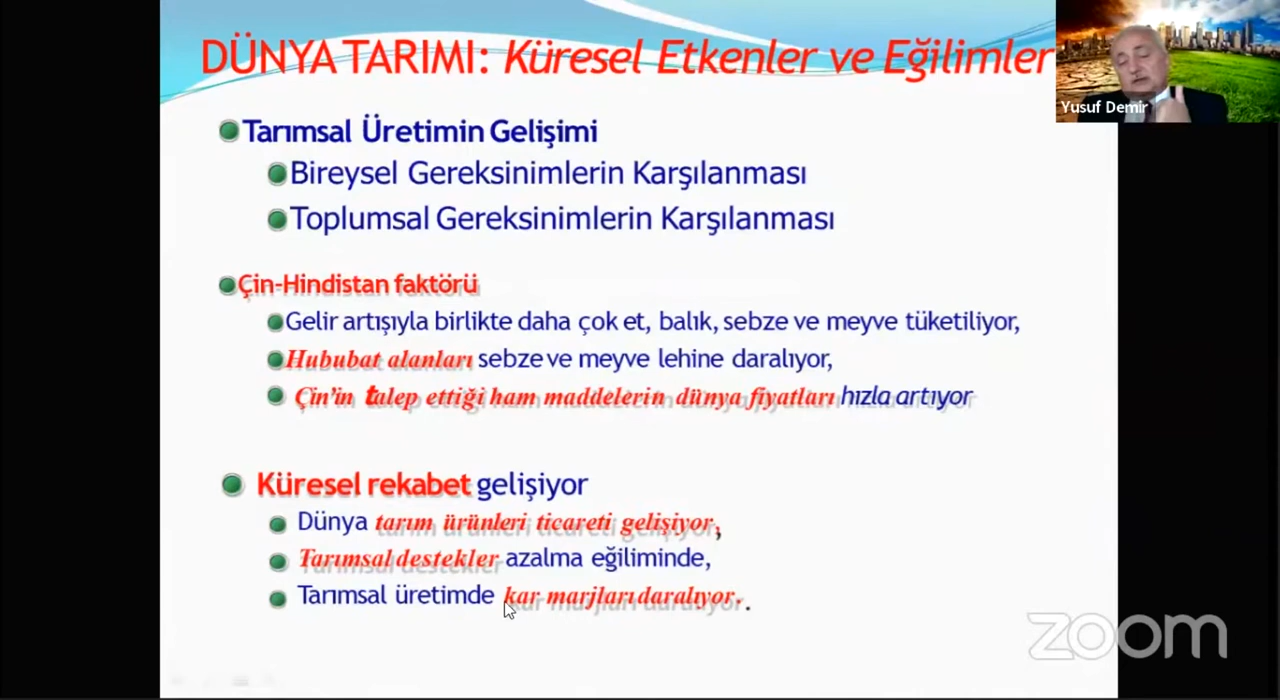 DÜNYA TARIMI: Küresel Etkenler ve Eğilimler
Yusuf Demir
Tarımsal Üretimin Gelişimi
Bireysel Gereksinimlerin Karşılanması
Toplumsal Gereksinimlerin Karşılanması
Çin-Hindistan faktörü
Gelir artışıyla birlikte daha çok et, balık, sebze ve meyve tüketiliyor,
Hububat alanları sebze ve meyve lehine daralıyor,
Çin'in talep ettiği ham maddelerin dünya fiyatları hızla artıyor
Küresel rekabet gelişiyor
Dünya tarım ürünleri ticareti gelişiyor,
Tarımsal destekler azalma eğiliminde,
Tarımsal üretimde kar marjları daralıyor. .
zoom